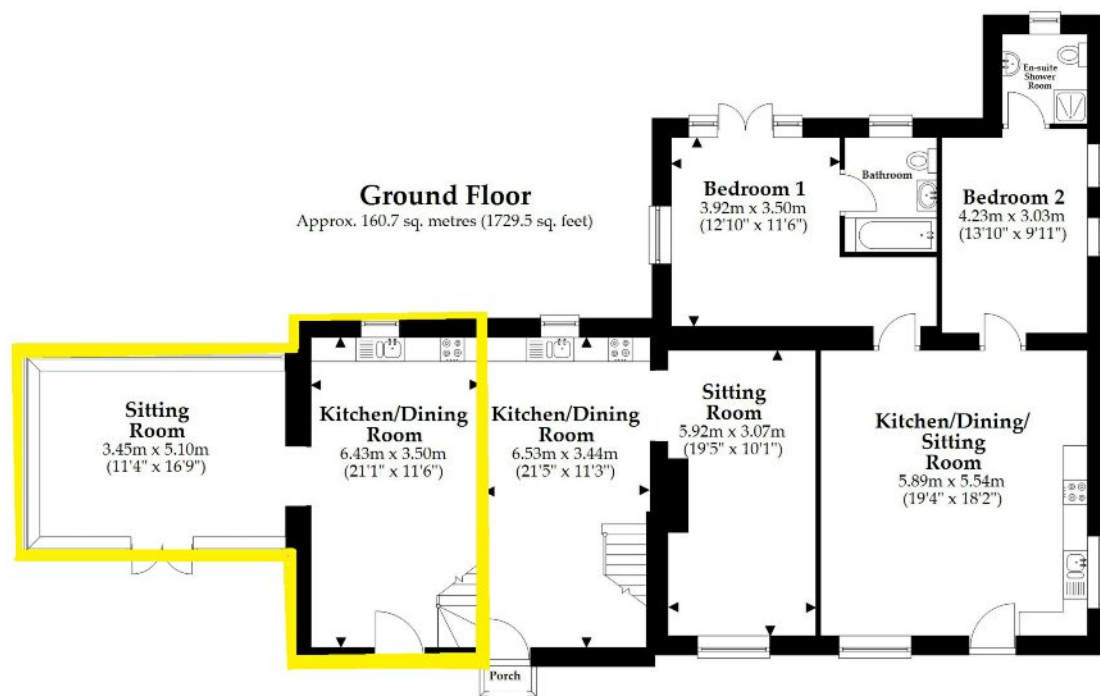 Ground Floor
Approx. 160.7 sq. metres (1729.5 sq. feet)
En-suite
Shower
Room
Bedroom 1
3.92m x 3.50m
(12'10" x 11'6")
Bathroom
Bedroom 2
4.23m x 3.03m
(13'10" x 9'11")
Sitting
Room
3.45m x 5.10m
(11'4" x 16'9")
Kitchen/Dining
Room
6.43m x 3.50m
(21'1" x 11'6")
Kitchen/Dining
Room
6.53m x 3.44m
(21'5" x 11'3")
Sitting
Room
5.92m x 3.07m
(19'5" x 10'1")
Kitchen/Dining/
Sitting
Room
5.89m x 5.54m
(19'4" x 18'2")
Porch